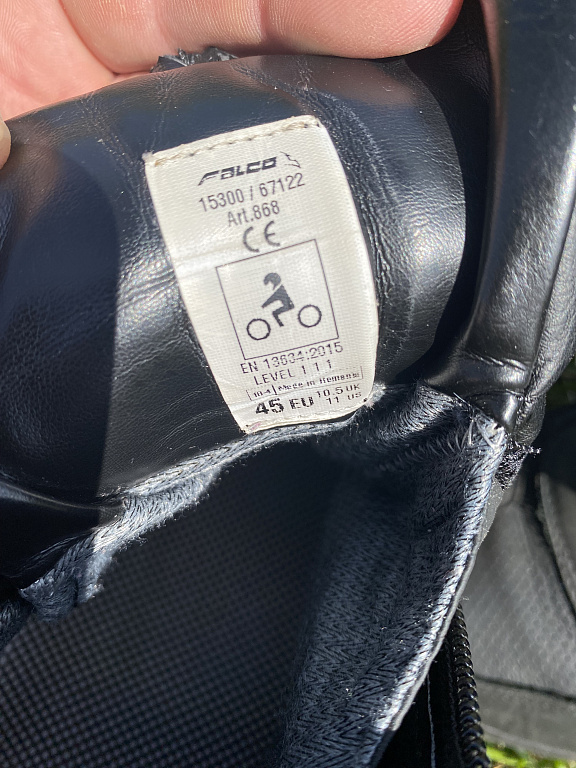 FALCO
15300 / 67122
Art.868
CE
EN 13634:2015
LEVEL 1 1 1
Made in Romania
45 EU 10.5 UK
11 US